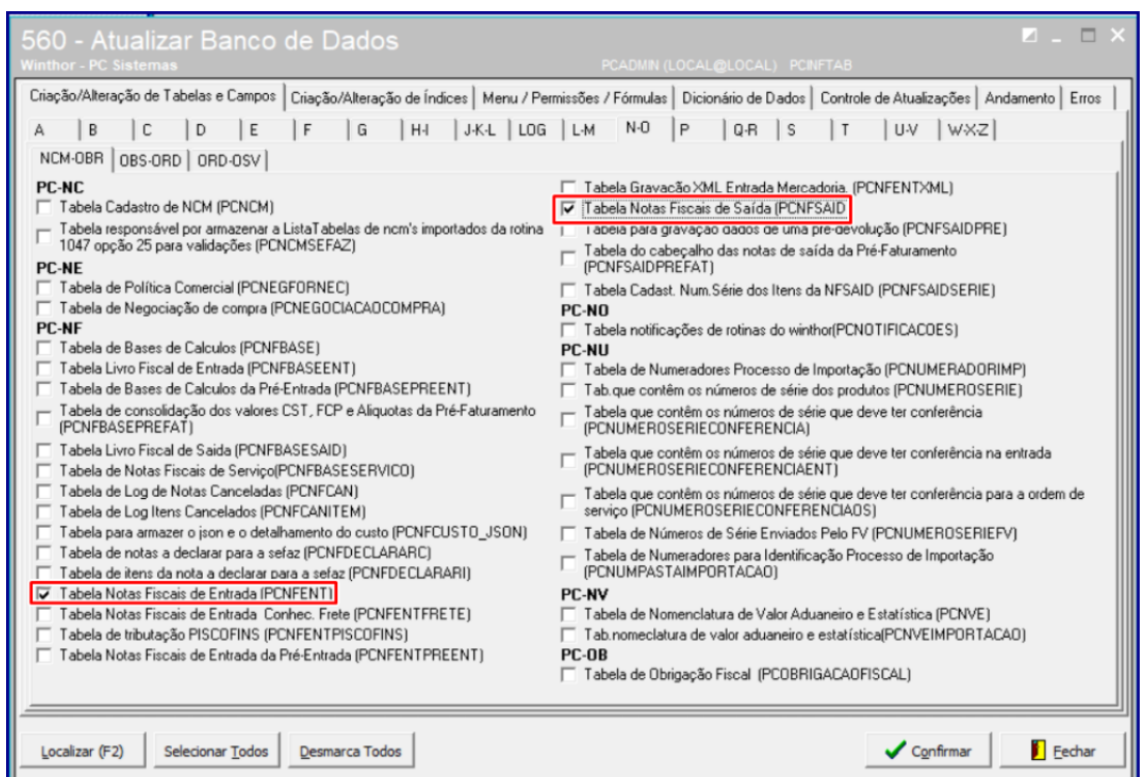 560 - Atualizar Banco de Dados
Winthor - PC Sistemas
PCADMIN (LOCAL@LOCAL) PCINFTAB
Criação/Alteração de Tabelas e Campos
Criação/Alteração de Índices
Menu / Permissões / Fórmulas
Dicionário de Dados
Controle de Atualizações
Andamento
Erros
A
B
C
D
E
F
G
H-I
J-K-L
LOG
L-M
N-O
P
Q-R
S
T
U-V
W-X-Z
NCM-OBR
OBS-ORD
ORD-OSV
PC-NC
Tabela Cadastro de NCM (PCNCM)
Tabela responsável por armazenar a ListaTabelas de ncm's importados da rotina
1047 opção 25 para validações (PCNCMSEFAZ)
PC-NE
Tabela de Política Comercial (PCNEGFORNEC)
Tabela de Negociação de compra (PCNEGOCIACAOCOMPRA)
PC-NF
Tabela de Bases de Calculos (PCNFBASE)
Tabela Livro Fiscal de Entrada (PCNFBASEENT)
Tabela de Bases de Calculos da Pré-Entrada (PCNFBASEPREENT)
Tabela de consolidação dos valores CST, FCP e Aliquotas da Pré-Faturamento
(PCNFBASEPREFAT)
Tabela Livro Fiscal de Saida (PCNFBASESAID)
Tabela de Notas Fiscais de Serviço(PCNFBASESERVICO)
Tabela de Log de Notas Canceladas (PCNFCAN)
Tabela de Log Itens Cancelados (PCNFCANITEM)
Tabela para armazer o json e o detalhamento do custo (PCNFCUSTO_JSON)
Tabela de notas a declarar para a sefaz (PCNFDECLARARC)
Tabela de itens da nota a declarar para a sefaz (PCNFDECLARARI)
Tabela Notas Fiscais de Entrada (PCNFENT)
Tabela Notas Fiscais de Entrada Conhec. Frete (PCNFENTFRETE)
Tabela de tributação PISCOFINS (PCNFENTPISCOFINS)
Tabela Notas Fiscais de Entrada da Pré-Entrada (PCNFENTPREENT)
Tabela Gravacão XML Entrada Mercadoria. (PCNFENTXML)
Tabela Notas Fiscais de Saída (PCNFSAID
Tabela para gravação dados de uma pré-devolução (PCNFSAIDPRE)
Tabela do cabeçalho das notas de saída da Pré-Faturamento
(PCNFSAIDPREFAT)
Tabela Cadast. Num.Série dos Itens da NFSAID (PCNFSAIDSERIE)
PC-NO
Tabela notificações de rotinas do winthor(PCNOTIFICACOES)
PC-NU
Tabela de Numeradores Processo de Importação (PCNUMERADORIMP)
Tab.que contêm os números de série dos produtos (PCNUMEROSERIE)
Tabela que contêm os números de série que deve ter conferência
(PCNUMEROSERIECONFERENCIA)
Tabela que contêm os números de série que deve ter conferência na entrada
(PCNUMEROSERIECONFERENCIAENT)
Tabela que contêm os números de série que deve ter conferência para a ordem de
serviço (PCNUMEROSERIECONFERENCIAOS)
Tabela de Números de Série Enviados Pelo FV (PCNUMEROSERIEFV)
Tabela de Numeradores para Identificação Processo de Importação
(PCNUMPASTAIMPORTACAO)
PC-NV
Tabela de Nomenclatura de Valor Aduaneiro e Estatística (PCNVE)
Tab.nomeclatura de valor aduaneiro e estatística(PCNVEIMPORTACAO)
PC-OB
Tabela de Obrigação Fiscal (PCOBRIGACAOFISCAL)
Localizar (F2)
Selecionar Todos
Desmarca Todos
Confirmar
Fechar